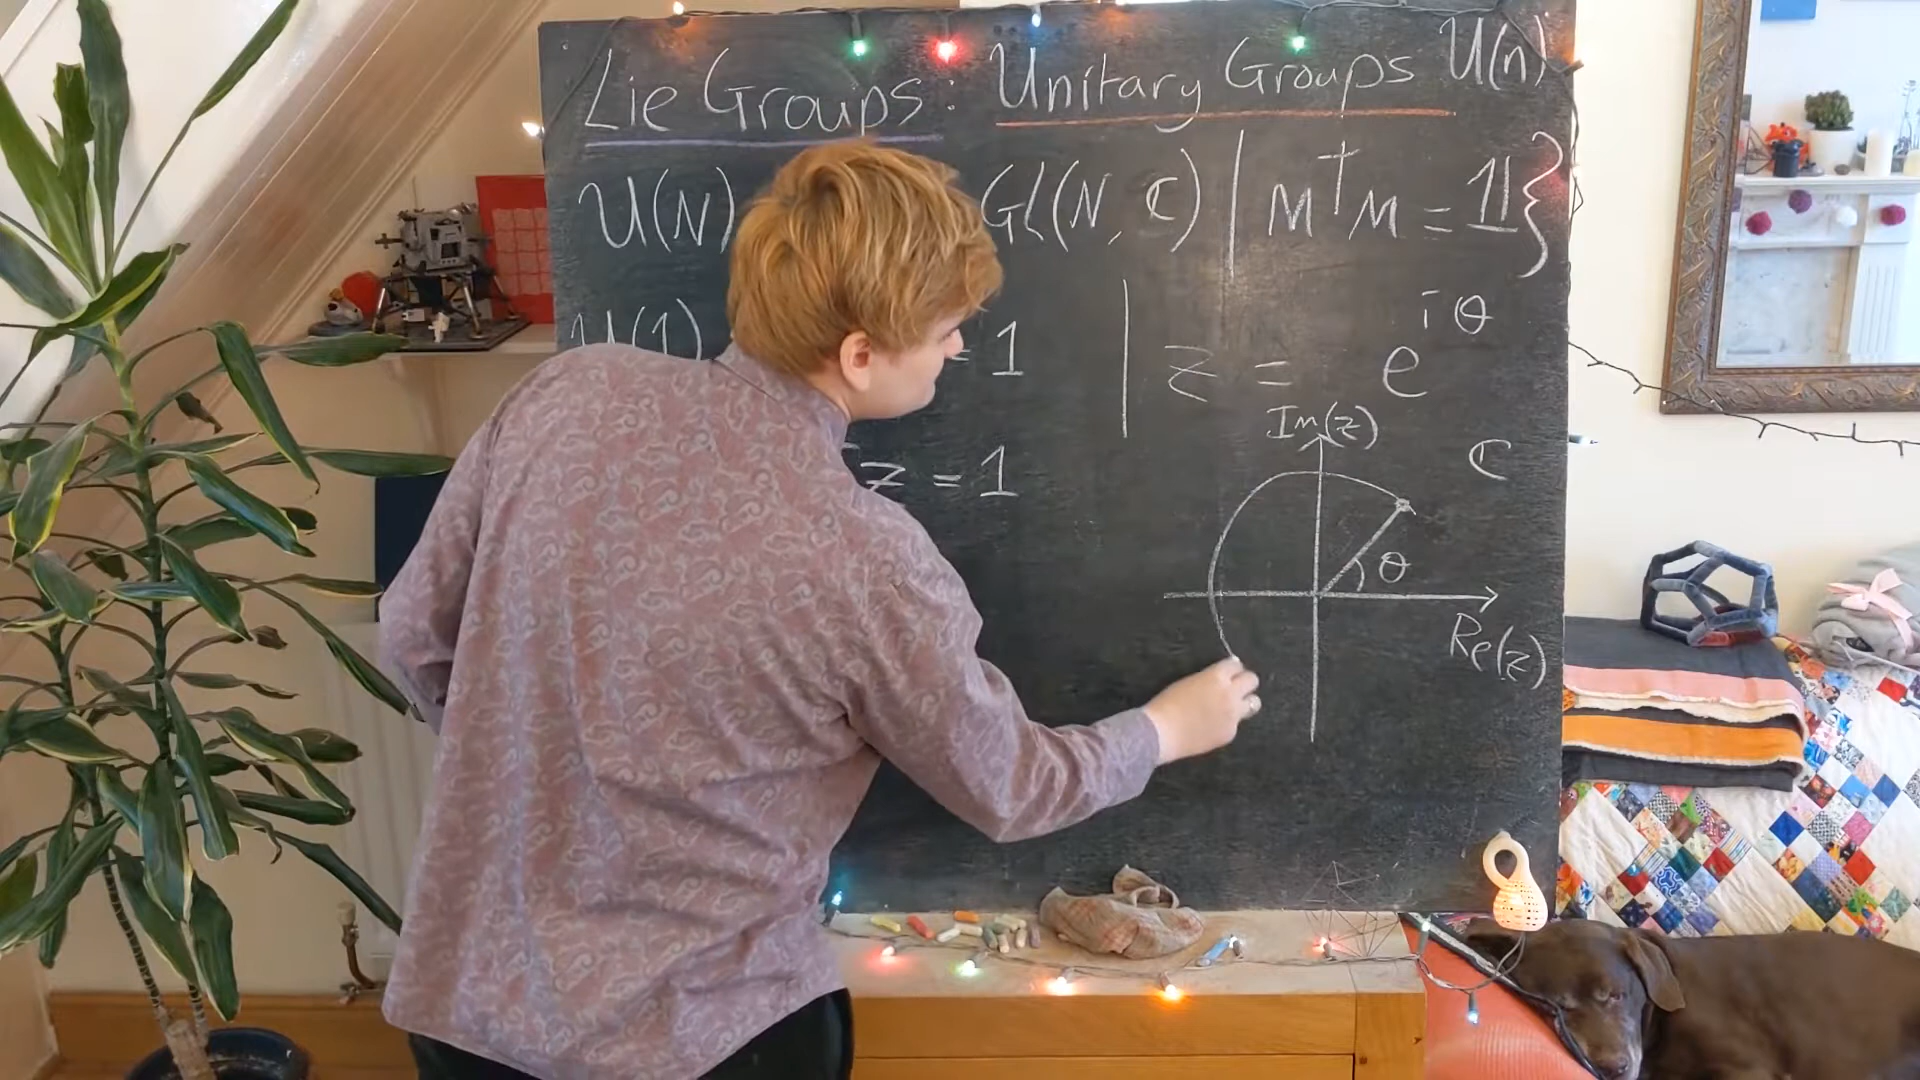 Lie Groups: Unitary Groups U(n)
U(N) GL(N, ℂ) | M†M = 𝟙}
U(1) = 1 | z = e^{iθ}
z = 1
Im(z)
ℂ
θ
Re(z)